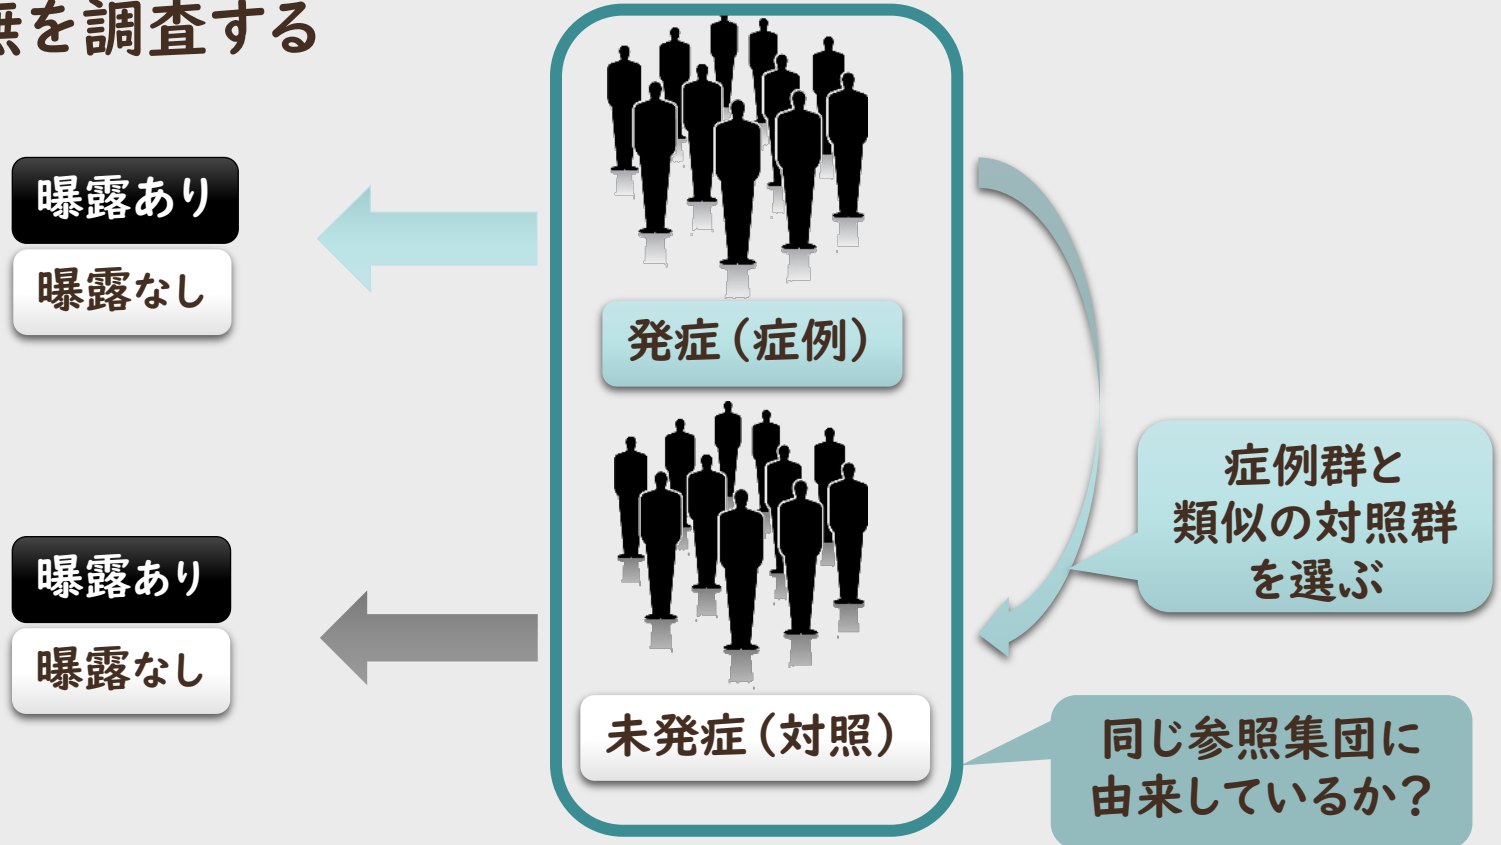 無を調査する
曝露あり
曝露なし
発症（症例）
症例群と
類似の対照群
を選ぶ
曝露あり
曝露なし
未発症（対照）
同じ参照集団に
由来しているか？